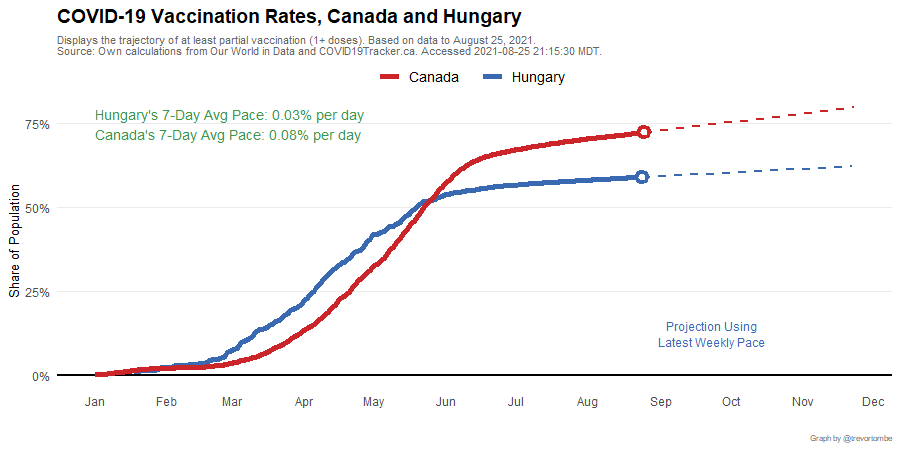 COVID-19 Vaccination Rates, Canada and Hungary
Displays the trajectory of at least partial vaccination (1+ doses). Based on data to August 25, 2021.
Source: Own calculations from Our World in Data and COVID19Tracker.ca. Accessed 2021-08-25 21:15:30 MDT.
Canada
Hungary
Hungary's 7-Day Avg Pace: 0.03% per day
Canada's 7-Day Avg Pace: 0.08% per day
Share of Population
75%
50%
25%
0%
Projection Using
Latest Weekly Pace
Jan
Feb
Mar
Apr
May
Jun
Jul
Aug
Sep
Oct
Nov
Dec
Graph by @trevortombe